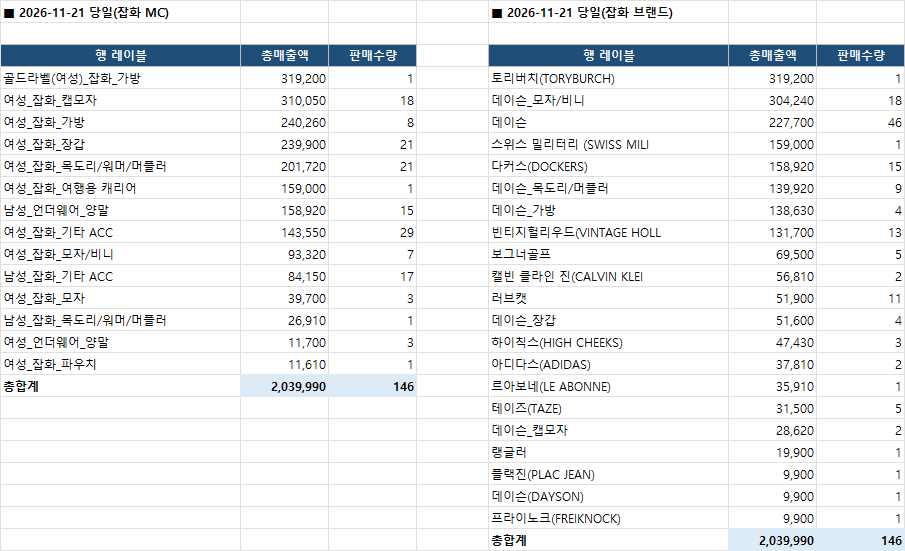 ■ 2026-11-21 당일(잡화 MC)
행 레이블 총매출액 판매수량
골드라벨(여성)_잡화_가방 319,200 1
여성_잡화_캡모자 310,050 18
여성_잡화_가방 240,260 8
여성_잡화_장갑 239,900 21
여성_잡화_목도리/워머/머플러 201,720 21
여성_잡화_여행용 캐리어 159,000 1
남성_언더웨어_양말 158,920 15
여성_잡화_기타 ACC 143,550 29
여성_잡화_모자/비니 93,320 7
남성_잡화_기타 ACC 84,150 17
여성_잡화_모자 39,700 3
남성_잡화_목도리/워머/머플러 26,910 1
여성_언더웨어_양말 11,700 3
여성_잡화_파우치 11,610 1
총합계 2,039,990 146
■ 2026-11-21 당일(잡화 브랜드)
행 레이블 총매출액 판매수량
토리버치(TORYBURCH) 319,200 1
데이슨_모자/비니 304,240 18
데이슨 227,700 46
스위스 밀리터리 (SWISS MILI 159,000 1
다커스(DOCKERS) 158,920 15
데이슨_목도리/머플러 139,920 9
데이슨_가방 138,630 4
빈티지헐리우드(VINTAGE HOLL 131,700 13
보그너골프 69,500 5
캘빈 클라인 진(CALVIN KLEI 56,810 2
러브캣 51,900 11
데이슨_장갑 51,600 4
하이칙스(HIGH CHEEKS) 47,430 3
아디다스(ADIDAS) 37,810 2
르아보네(LE ABONNE) 35,910 1
테이즈(TAZE) 31,500 5
데이슨_캡모자 28,620 2
랭글러 19,900 1
플랙진(PLAC JEAN) 9,900 1
데이슨(DAYSON) 9,900 1
프라이노크(FREIKNOCK) 9,900 1
총합계 2,039,990 146